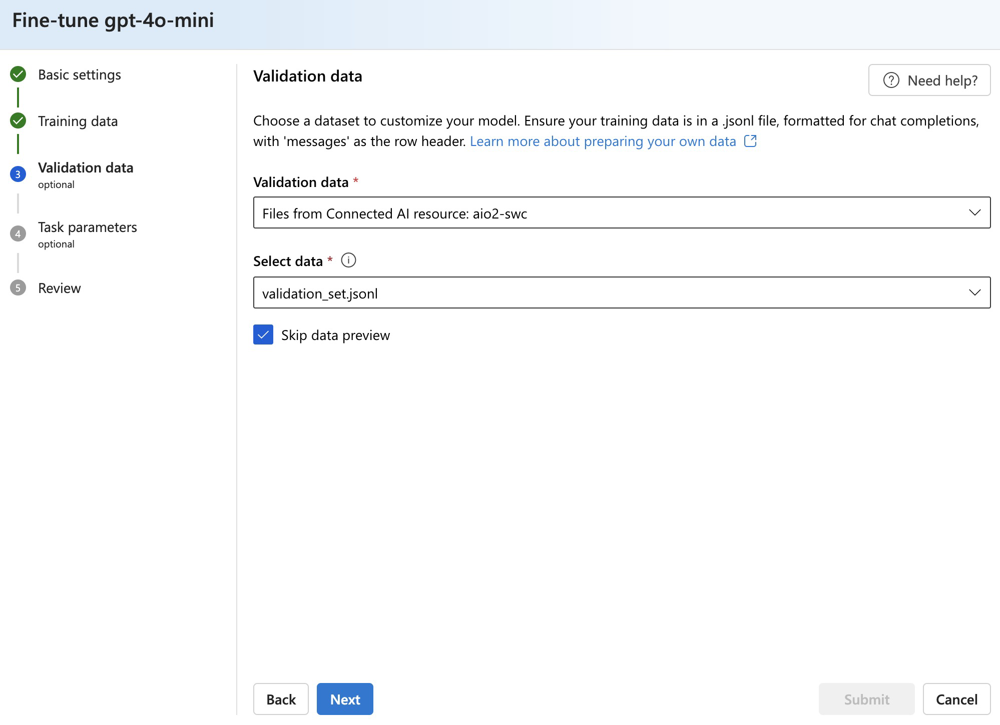 Fine-tune gpt-4o-mini
Basic settings
Training data
3
Validation data
optional
4
Task parameters
optional
5
Review
Validation data
Need help?
Choose a dataset to customize your model. Ensure your training data is in a .jsonl file, formatted for chat completions,
with 'messages' as the row header. Learn more about preparing your own data
Validation data *
Files from Connected AI resource: aio2-swc
Select data *
validation_set.jsonl
Skip data preview
Back
Next
Submit
Cancel